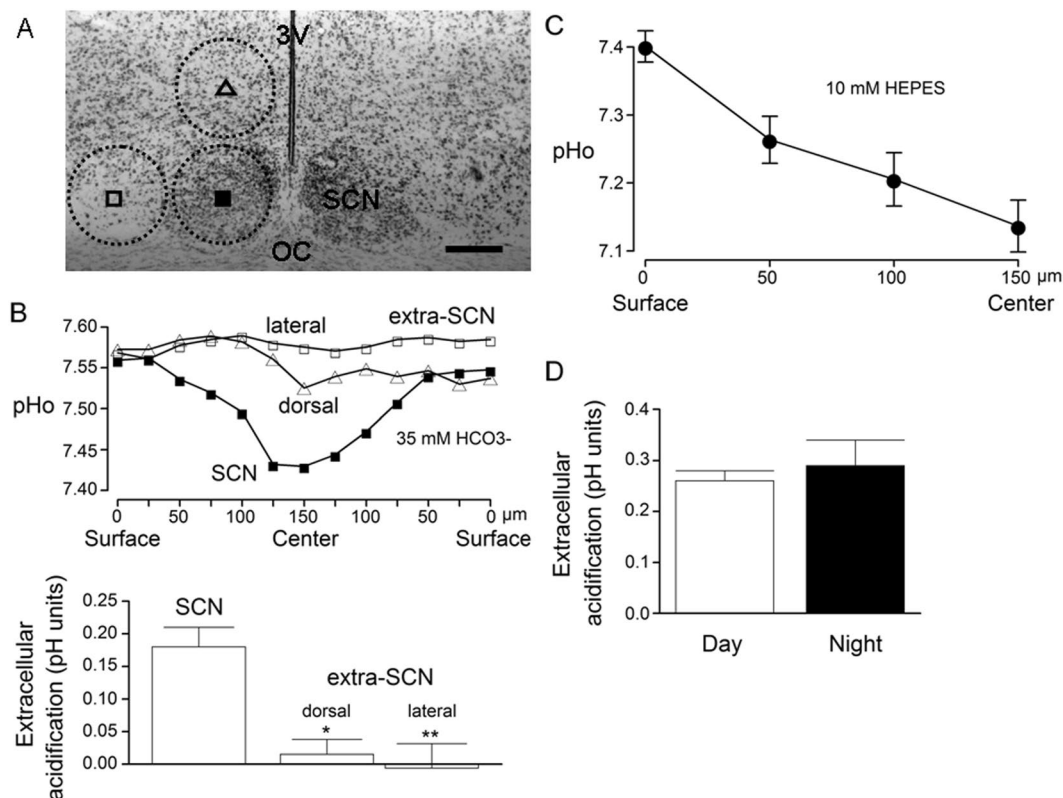 A
3V
SCN
OC
B
7.60
7.55
7.50
7.45
7.40
pHo
lateral
extra-SCN
dorsal
35 mM HCO3-
SCN
0 50 100 150 100 50 0 µm
Surface Center Surface
Extracellular
acidification (pH units)
0.25
0.20
0.15
0.10
0.05
0.00
SCN
extra-SCN
dorsal lateral
* **
C
7.4
7.3
7.2
7.1
pHo
10 mM HEPES
0 50 100 150 µm
Surface Center
D
Extracellular
acidification (pH units)
0.4
0.3
0.2
0.1
0.0
Day Night